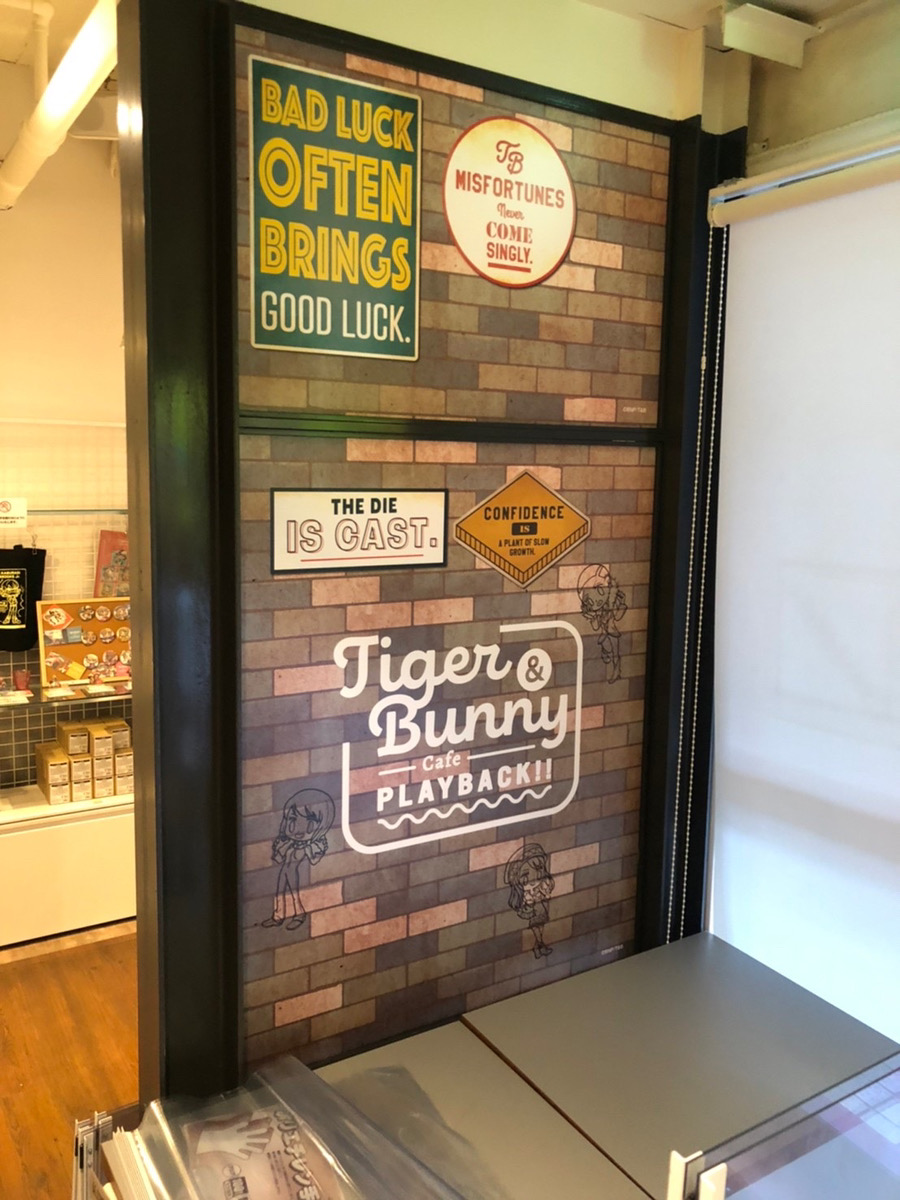 BAD LUCK
OFTEN
BRINGS
GOOD LUCK.
TB
MISFORTUNES
Never
COME
SINGLY.
THE DIE
IS CAST.
CONFIDENCE
IS
A PLANT OF SLOW
GROWTH.
Tiger &
Bunny
Cafe
PLAYBACK!!